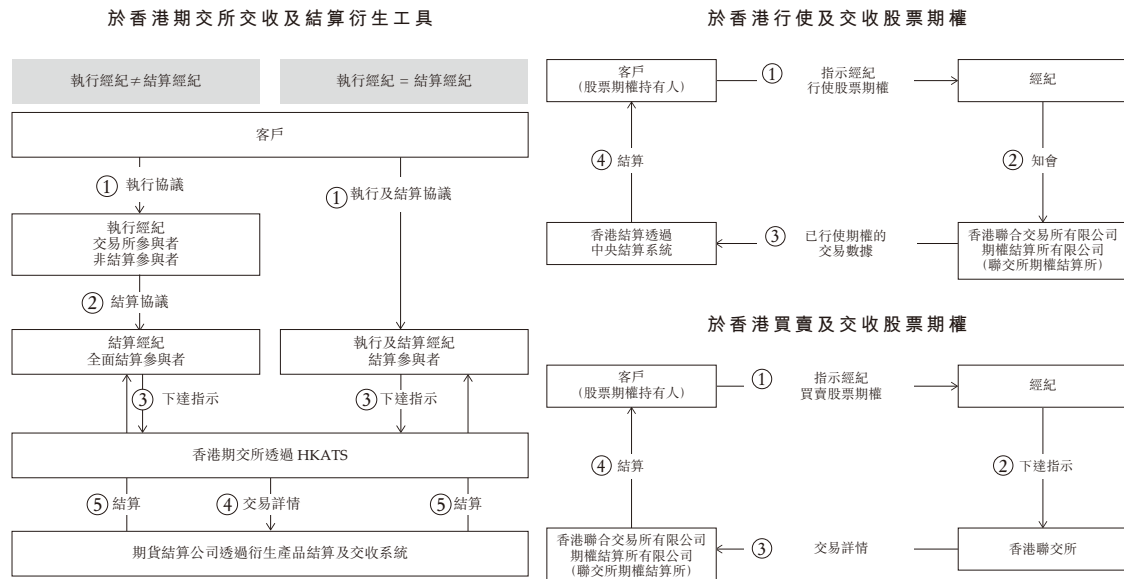 於香港期交所交收及結算衍生工具
執行經紀≠結算經紀
執行經紀 = 結算經紀
客戶
① 執行協議
① 執行及結算協議
執行經紀
交易所參與者
非結算參與者
② 結算協議
結算經紀
全面結算參與者
執行及結算經紀
結算參與者
③ 下達指示
③ 下達指示
香港期交所透過 HKATS
⑤ 結算
④ 交易詳情
⑤ 結算
期貨結算公司透過衍生產品結算及交收系統
於香港行使及交收股票期權
客戶
(股票期權持有人)
①
指示經紀
行使股票期權
經紀
② 知會
香港聯合交易所有限公司
期權結算所有限公司
(聯交所期權結算所)
③
已行使期權的
交易數據
香港結算透過
中央結算系統
④ 結算
於香港買賣及交收股票期權
客戶
(股票期權持有人)
①
指示經紀
買賣股票期權
經紀
② 下達指示
香港聯交所
③
交易詳情
香港聯合交易所有限公司
期權結算所有限公司
(聯交所期權結算所)
④ 結算